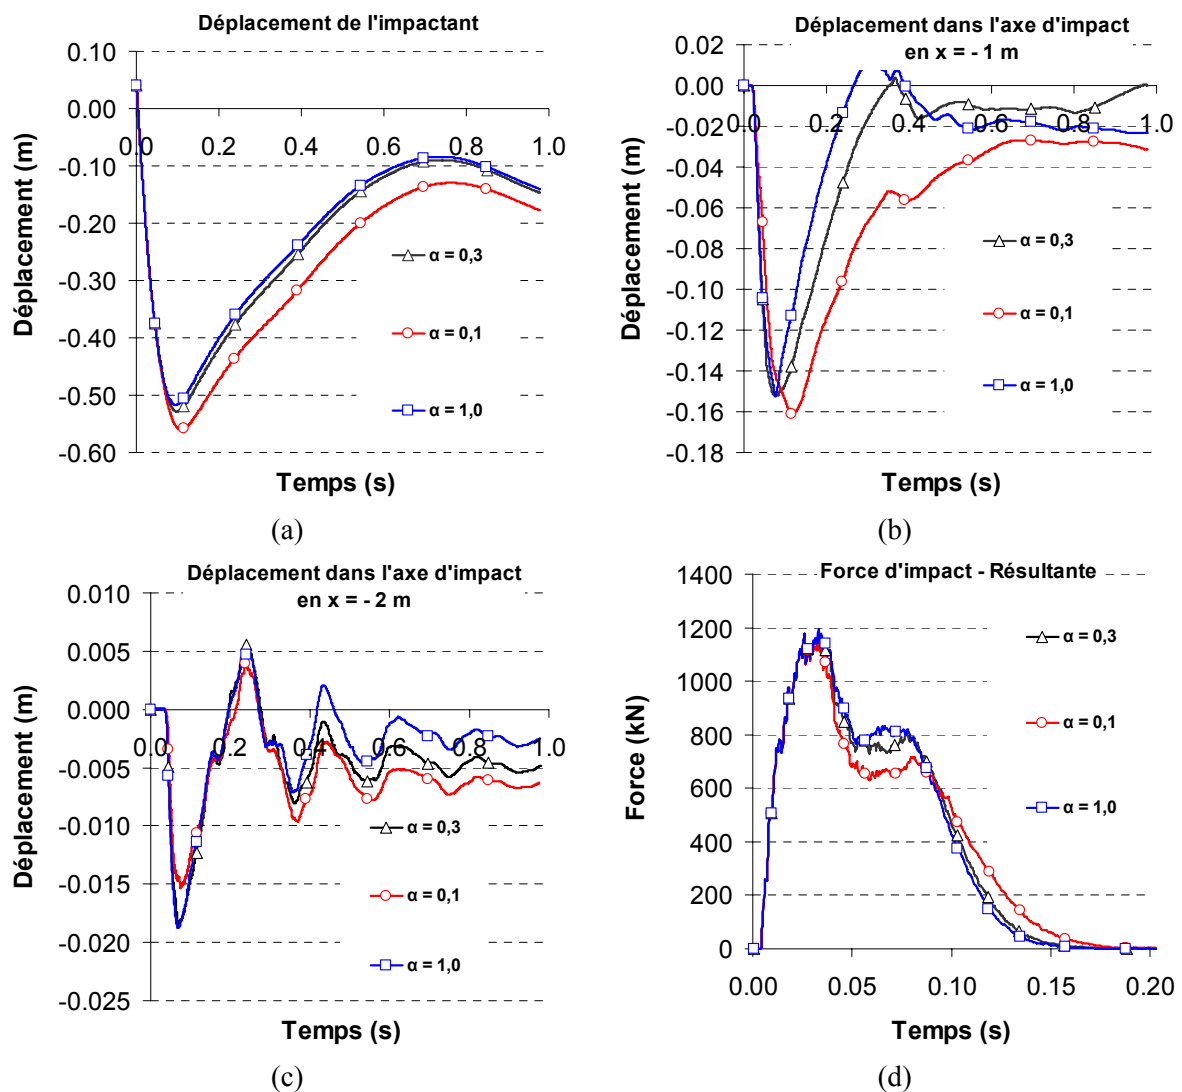 Déplacement de l'impactant
0.10
0.00
-0.10
-0.20
-0.30
-0.40
-0.50
-0.60
0.0 0.2 0.4 0.6 0.8 1.0
Déplacement (m)
Temps (s)
α = 0,3
α = 0,1
α = 1,0
(a)
Déplacement dans l'axe d'impact
en x = - 1 m
0.02
0.00
-0.02
-0.04
-0.06
-0.08
-0.10
-0.12
-0.14
-0.16
-0.18
0.0 0.2 0.4 0.6 0.8 1.0
Déplacement (m)
Temps (s)
α = 0,3
α = 0,1
α = 1,0
(b)
Déplacement dans l'axe d'impact
en x = - 2 m
0.010
0.005
0.000
-0.005
-0.010
-0.015
-0.020
-0.025
0.0 0.2 0.4 0.6 0.8 1.0
Déplacement (m)
Temps (s)
α = 0,3
α = 0,1
α = 1,0
(c)
Force d'impact - Résultante
1400
1200
1000
800
600
400
200
0
0.00 0.05 0.10 0.15 0.20
Force (kN)
Temps (s)
α = 0,3
α = 0,1
α = 1,0
(d)